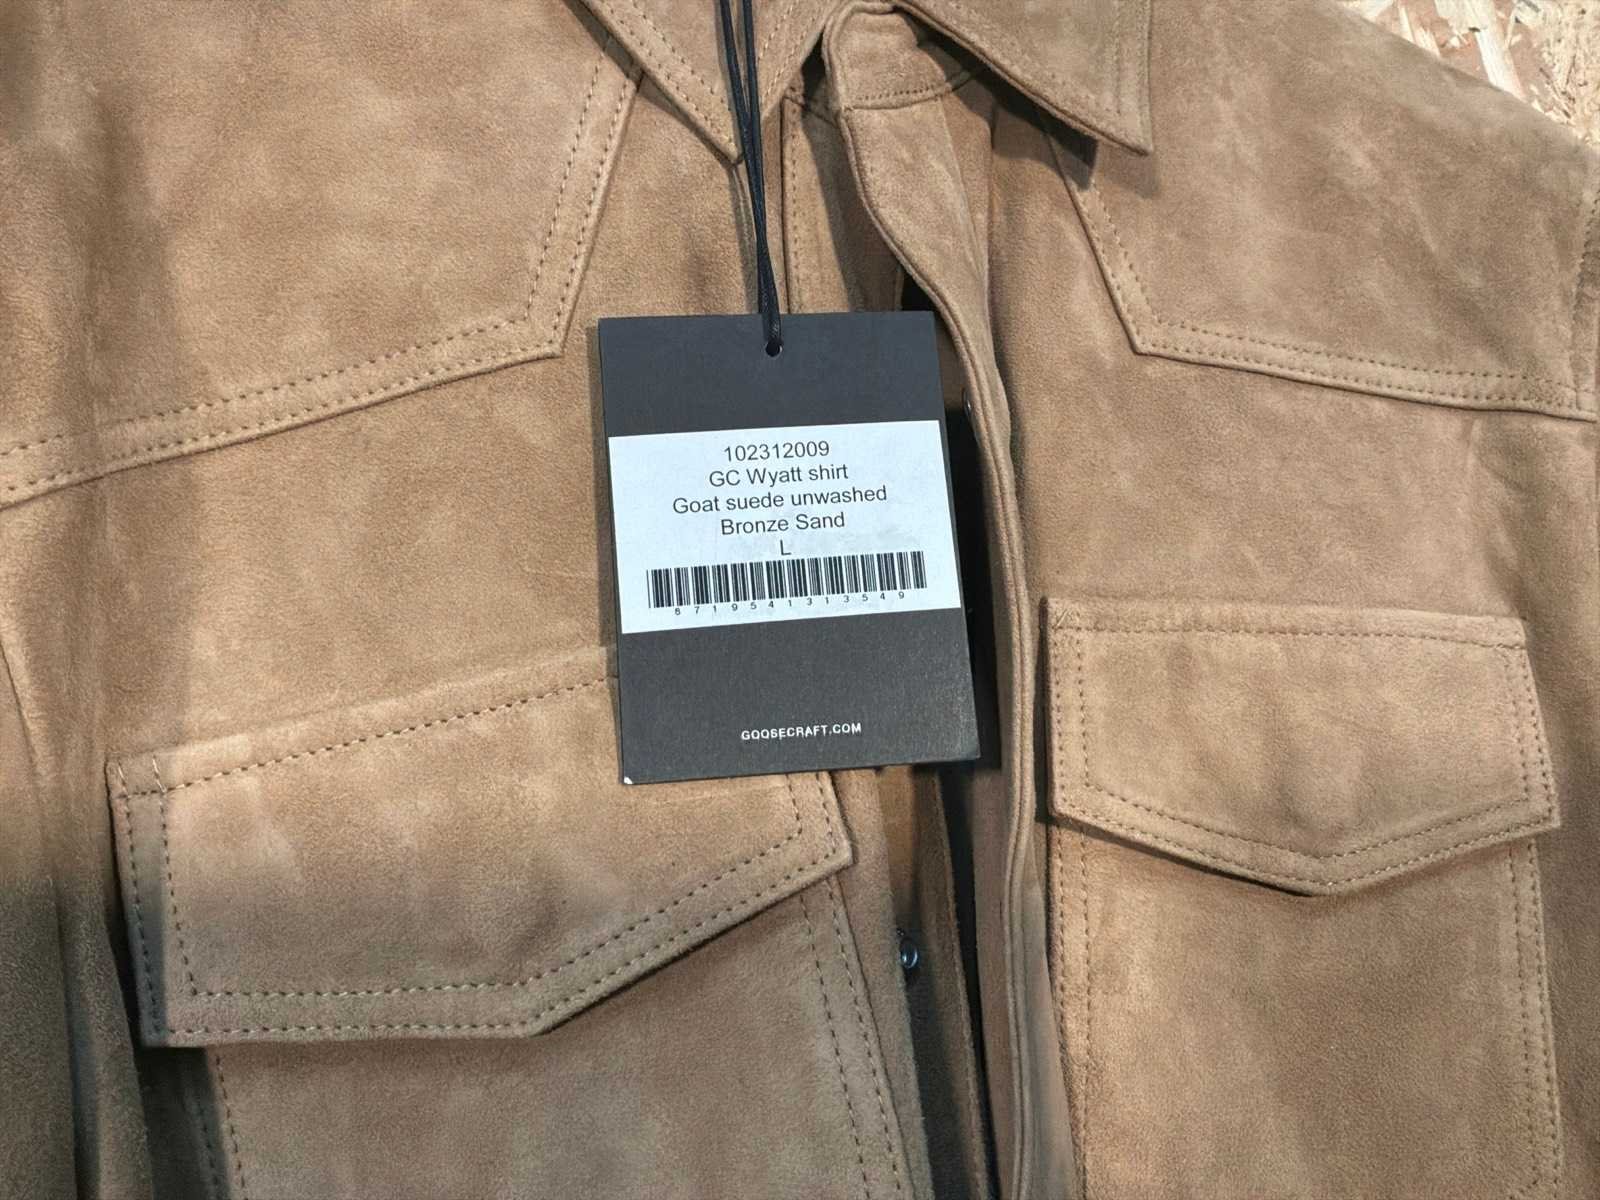 102312009
GC Wyatt shirt
Goat suede unwashed
Bronze Sand
L
8719541313549
GOOSECRAFT.COM